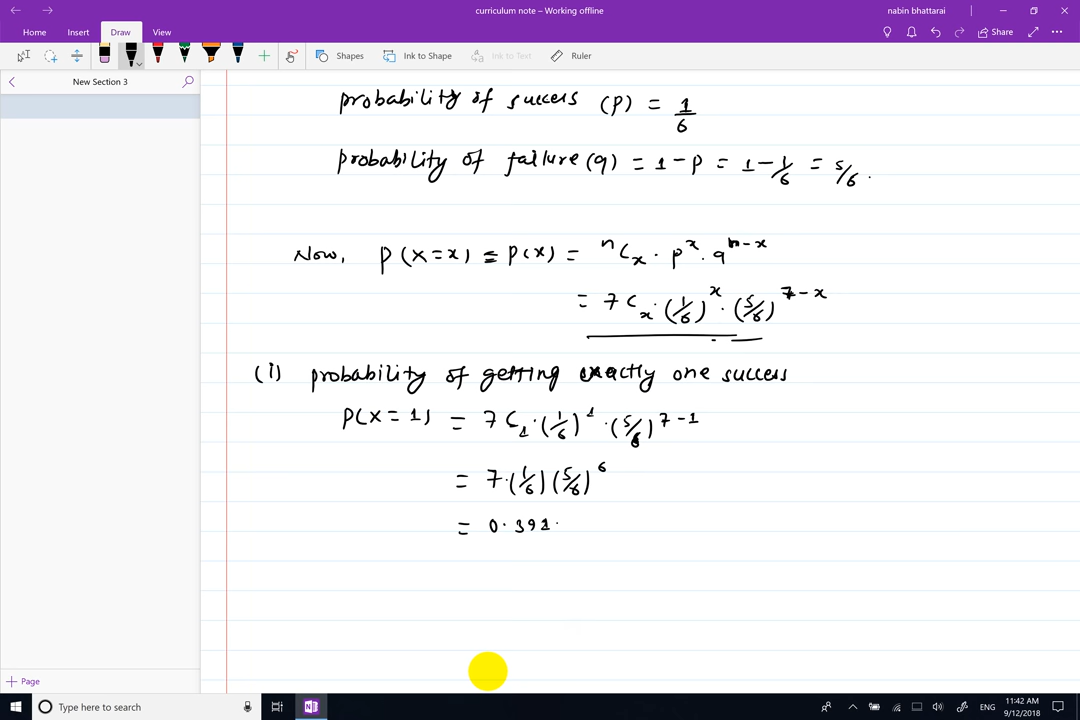 curriculum note – Working offline
nabin bhattarai
Home Insert Draw View
Share
Shapes Ink to Shape Ink to Text Ruler
New Section 3
probability of success (p) = 1/6
probability of failure (q) = 1 - p = 1 - 1/6 = 5/6.
Now, P(X=x) = P(x) = ⁿCₓ · pˣ · qⁿ⁻ˣ
= 7Cₓ · (1/6)ˣ · (5/6)⁷⁻ˣ
(i) probability of getting exactly one success
P(X = 1) = 7C₁ · (1/6)¹ · (5/6)⁷⁻¹
= 7 · (1/6) (5/6)⁶
= 0.391.
+ Page
Type here to search
ENG
11:42 AM
9/12/2018